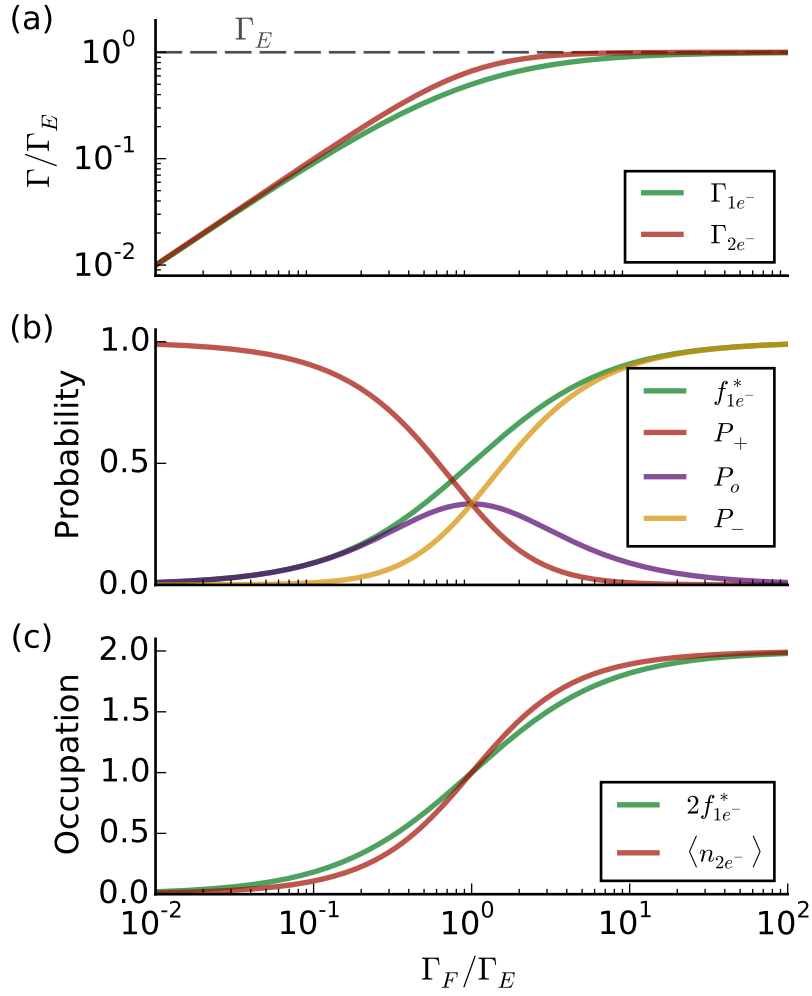 (a)
Γ_E
10^0
10^{-1}
10^{-2}
Γ/Γ_E
Γ_{1e^-}
Γ_{2e^-}
(b)
1.0
0.5
0.0
Probability
f^*_{1e^-}
P_+
P_o
P_-
(c)
2.0
1.5
1.0
0.5
0.0
Occupation
2f^*_{1e^-}
⟨n_{2e^-}⟩
10^{-2} 10^{-1} 10^0 10^1 10^2
Γ_F/Γ_E